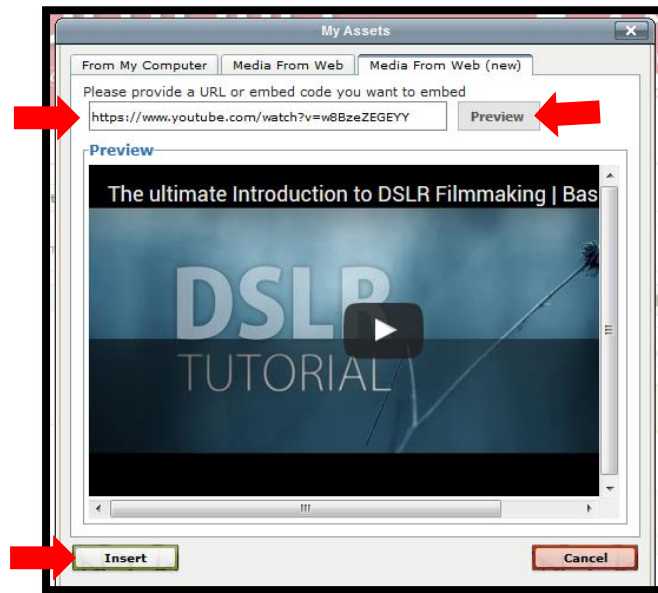 My Assets
From My Computer Media From Web Media From Web (new)
Please provide a URL or embed code you want to embed
https://www.youtube.com/watch?v=w8BzeZEGEYY Preview
Preview
The ultimate Introduction to DSLR Filmmaking | Bas
DSLR
TUTORIAL
Insert Cancel